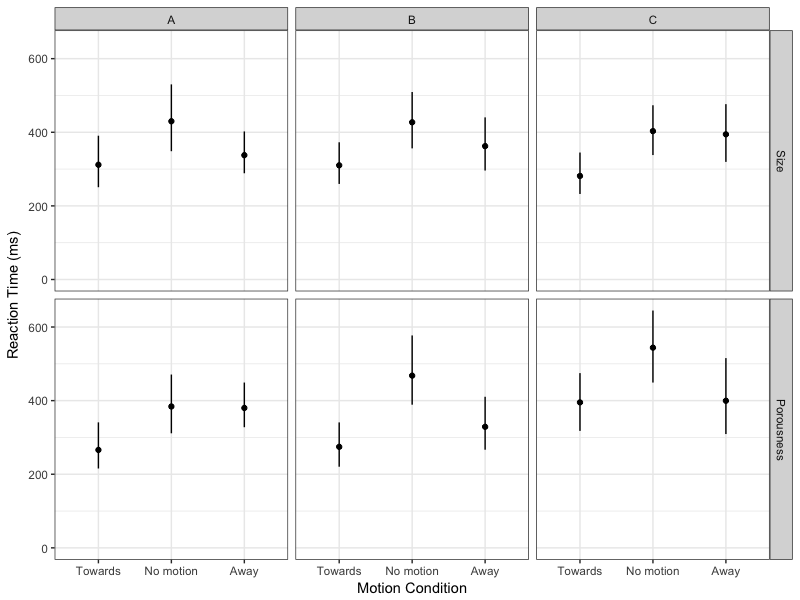 A
B
C
600
400
200
0
Size
600
400
200
0
Porousness
Reaction Time (ms)
Towards No motion Away
Towards No motion Away
Towards No motion Away
Motion Condition